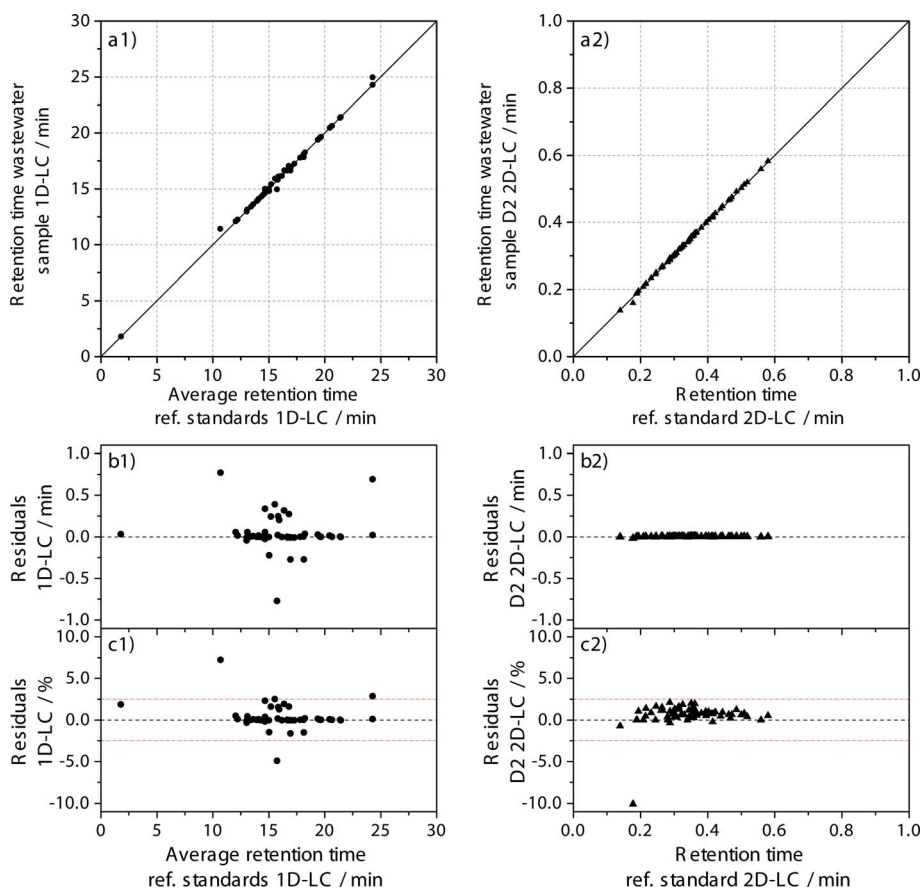 a1)
30
25
20
15
10
5
0
0 5 10 15 20 25 30
Retention time wastewater
sample 1D-LC / min
Average retention time
ref. standards 1D-LC / min
a2)
1.0
0.8
0.6
0.4
0.2
0.0
0.0 0.2 0.4 0.6 0.8 1.0
Retention time wastewater
sample D2 2D-LC / min
Retention time
ref. standard 2D-LC / min
b1)
1.0
0.5
0.0
-0.5
-1.0
Residuals
1D-LC / min
b2)
1.0
0.5
0.0
-0.5
-1.0
Residuals
D2 2D-LC / min
c1)
10.0
5.0
0.0
-5.0
-10.0
0 5 10 15 20 25 30
Residuals
1D-LC / %
Average retention time
ref. standards 1D-LC / min
c2)
10.0
5.0
0.0
-5.0
-10.0
0.0 0.2 0.4 0.6 0.8 1.0
Residuals
D2 2D-LC / %
Retention time
ref. standard 2D-LC / min